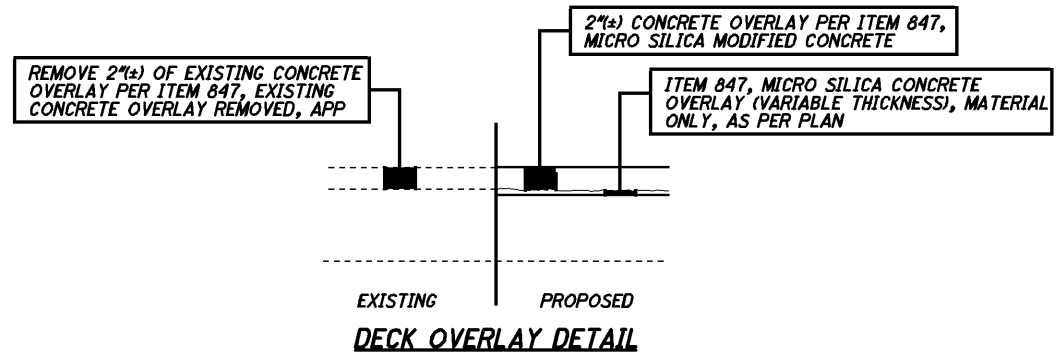 2"(±) CONCRETE OVERLAY PER ITEM 847,
MICRO SILICA MODIFIED CONCRETE
REMOVE 2"(±) OF EXISTING CONCRETE
OVERLAY PER ITEM 847, EXISTING
CONCRETE OVERLAY REMOVED, APP
ITEM 847, MICRO SILICA CONCRETE
OVERLAY (VARIABLE THICKNESS), MATERIAL
ONLY, AS PER PLAN
EXISTING
PROPOSED
DECK OVERLAY DETAIL